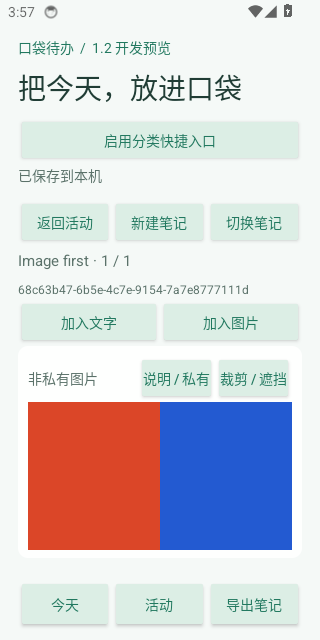 3:57
口袋待办 / 1.2 开发预览
把今天，放进口袋
启用分类快捷入口
已保存到本机
返回活动 新建笔记 切换笔记
Image first · 1 / 1
68c63b47-6b5e-4c7e-9154-7a7e8777111d
加入文字 加入图片
非私有图片 说明 / 私有 裁剪 / 遮挡
今天 活动 导出笔记